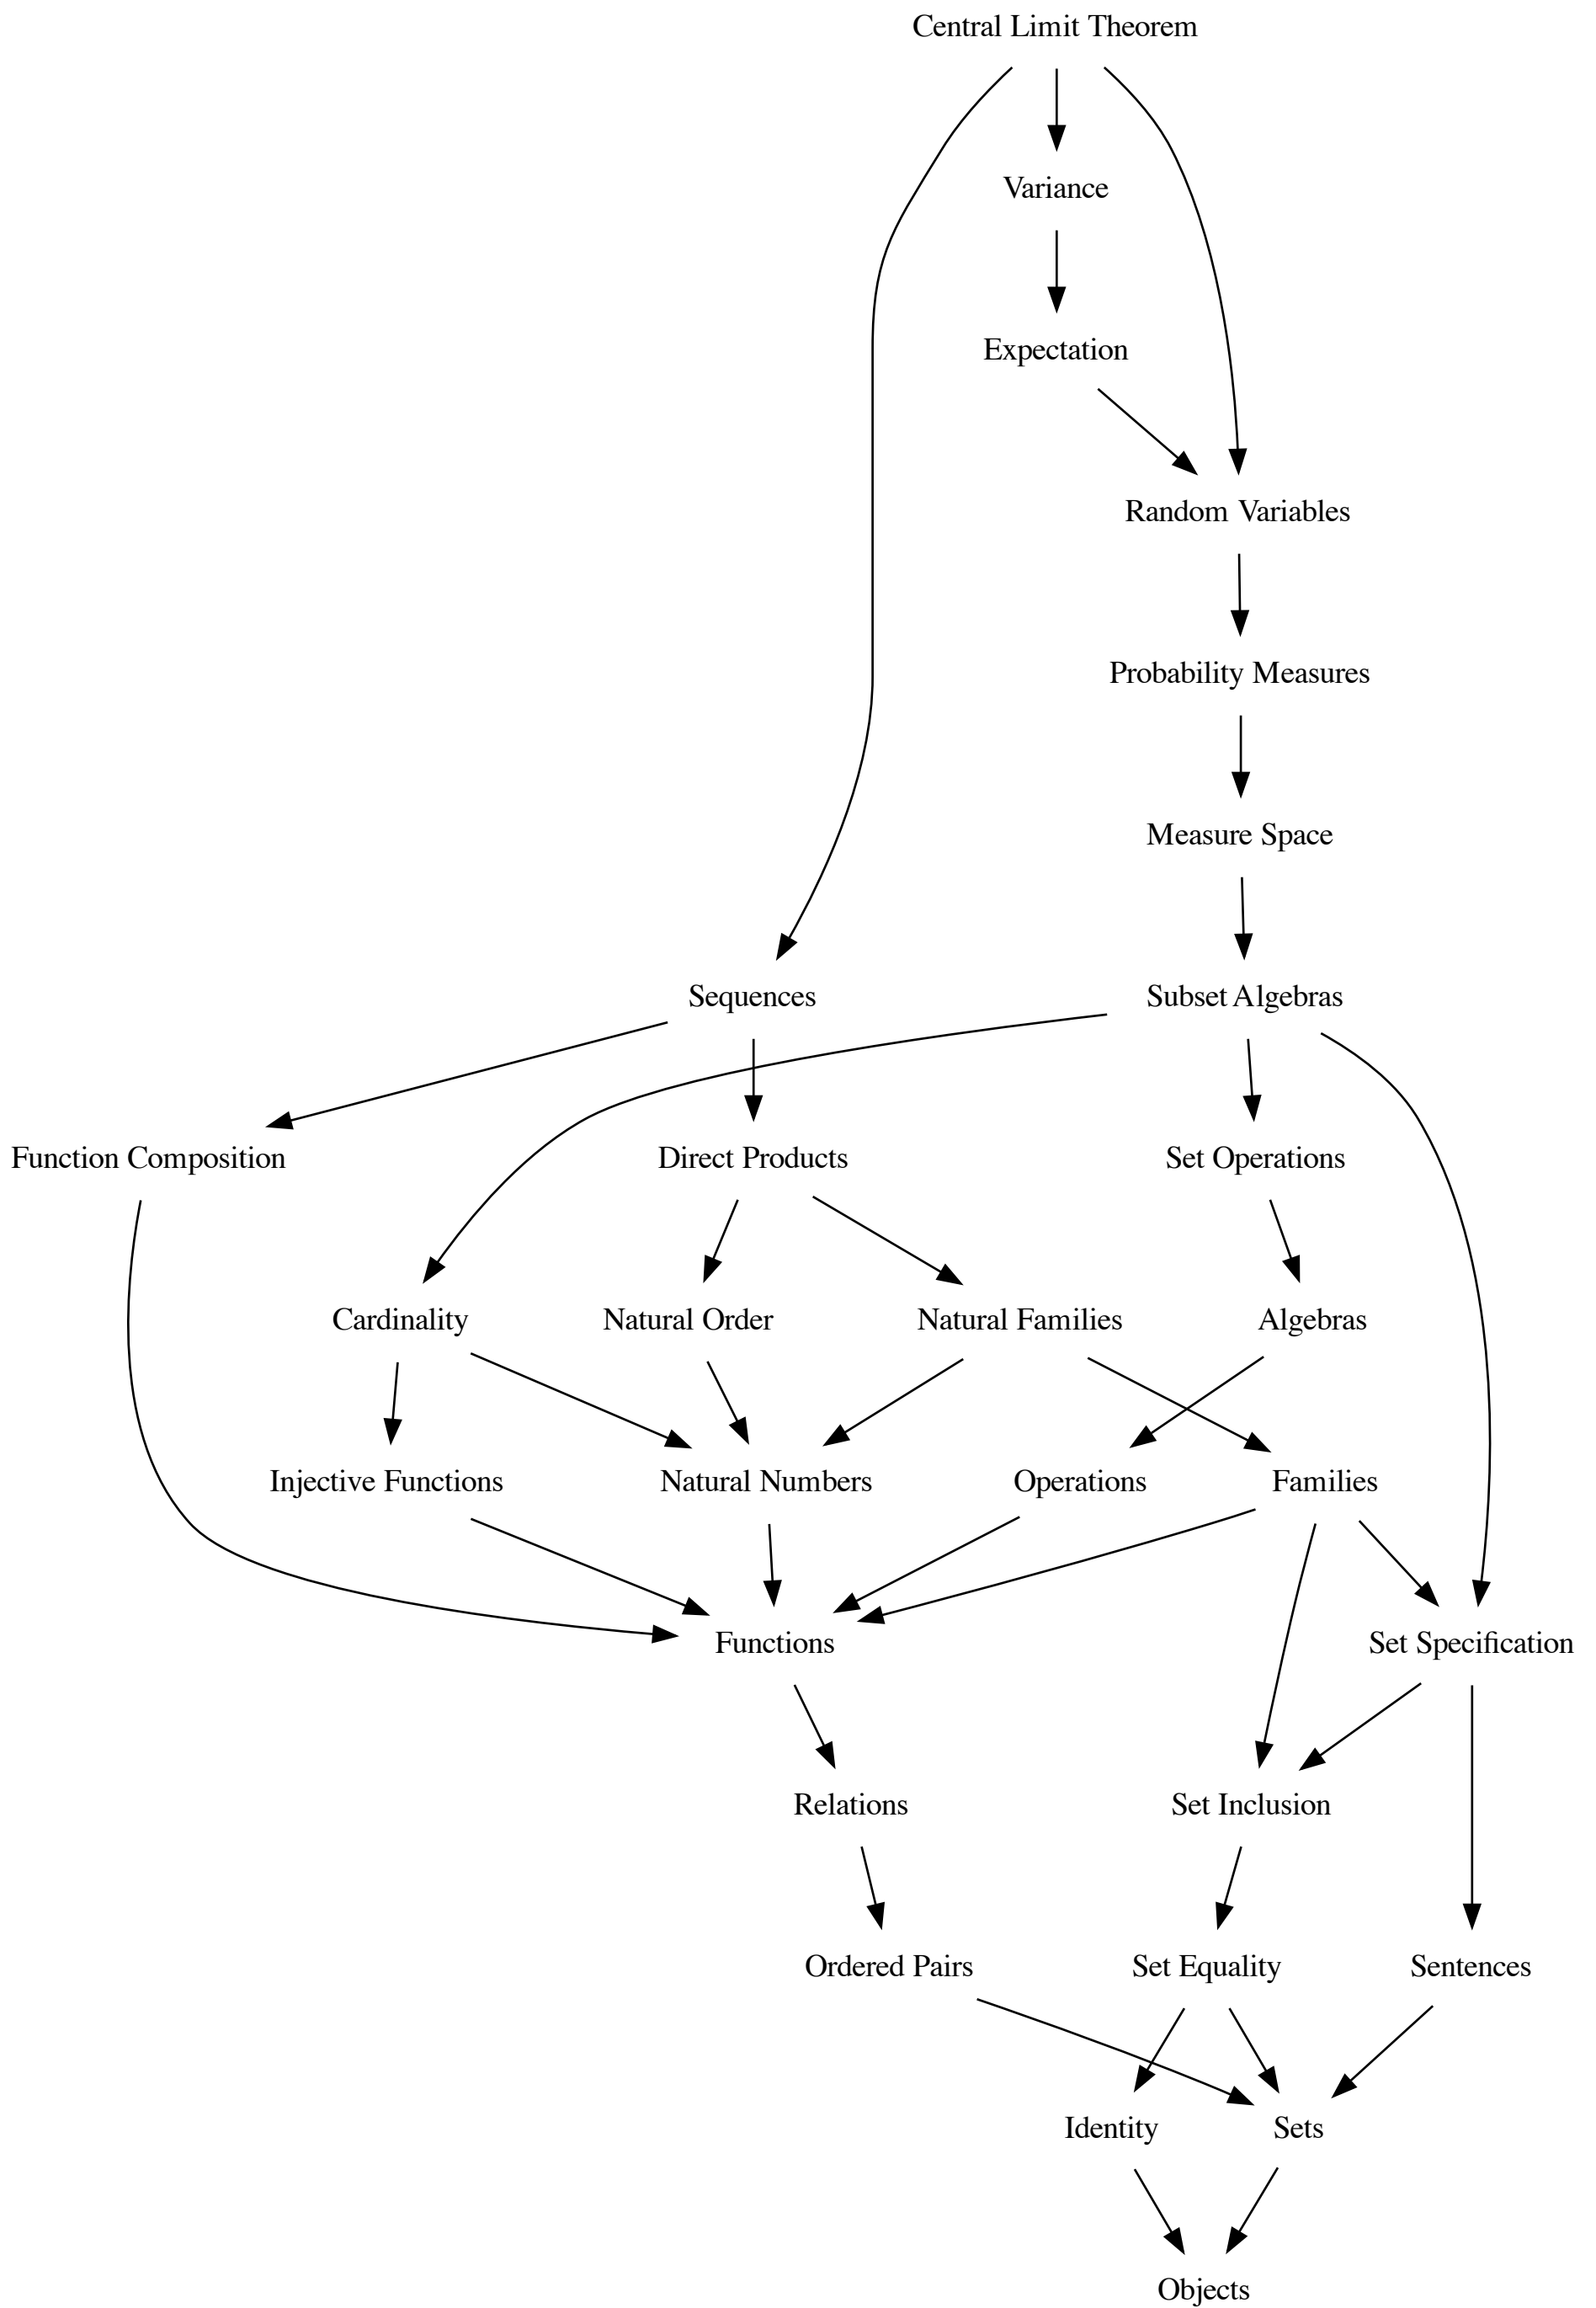 Central Limit Theorem
Variance
Expectation
Random Variables
Probability Measures
Measure Space
Sequences
Subset Algebras
Function Composition
Direct Products
Set Operations
Cardinality
Natural Order
Natural Families
Algebras
Injective Functions
Natural Numbers
Operations
Families
Functions
Set Specification
Relations
Set Inclusion
Ordered Pairs
Set Equality
Sentences
Identity
Sets
Objects